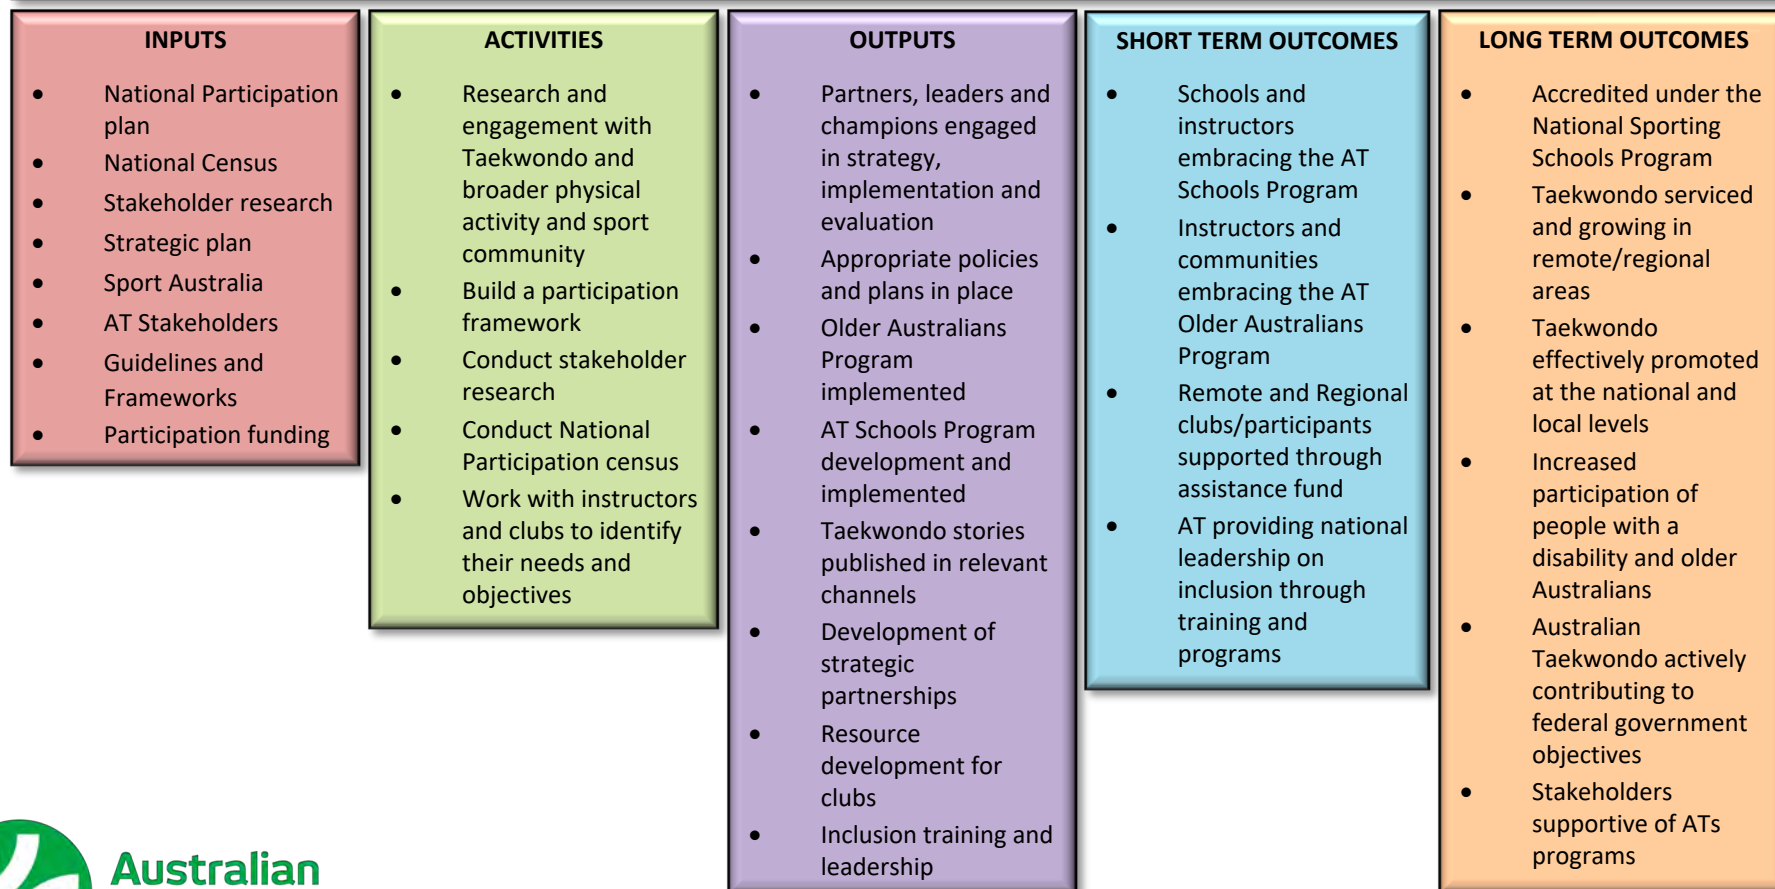 INPUTS
• National Participation
plan
• National Census
• Stakeholder research
• Strategic plan
• Sport Australia
• AT Stakeholders
• Guidelines and
Frameworks
• Participation funding
ACTIVITIES
• Research and
engagement with
Taekwondo and
broader physical
activity and sport
community
• Build a participation
framework
• Conduct stakeholder
research
• Conduct National
Participation census
• Work with instructors
and clubs to identify
their needs and
objectives
OUTPUTS
• Partners, leaders and
champions engaged
in strategy,
implementation and
evaluation
• Appropriate policies
and plans in place
• Older Australians
Program
implemented
• AT Schools Program
development and
implemented
• Taekwondo stories
published in relevant
channels
• Development of
strategic
partnerships
• Resource
development for
clubs
• Inclusion training and
leadership
SHORT TERM OUTCOMES
• Schools and
instructors
embracing the AT
Schools Program
• Instructors and
communities
embracing the AT
Older Australians
Program
• Remote and Regional
clubs/participants
supported through
assistance fund
• AT providing national
leadership on
inclusion through
training and
programs
LONG TERM OUTCOMES
• Accredited under the
National Sporting
Schools Program
• Taekwondo serviced
and growing in
remote/regional
areas
• Taekwondo
effectively promoted
at the national and
local levels
• Increased
participation of
people with a
disability and older
Australians
• Australian
Taekwondo actively
contributing to
federal government
objectives
• Stakeholders
supportive of ATs
programs
Australian